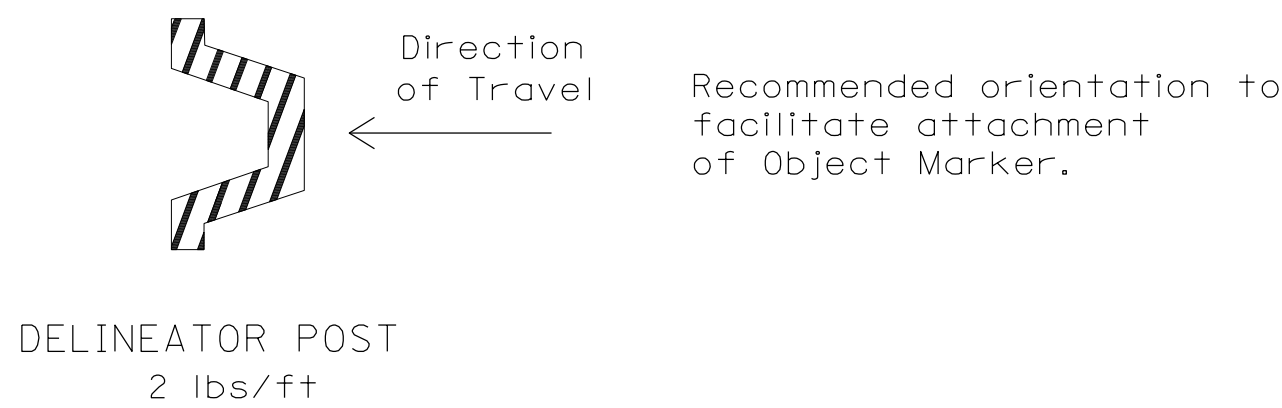 Direction
of Travel
Recommended orientation to
facilitate attachment
of Object Marker.
DELINEATOR POST
2 lbs/ft